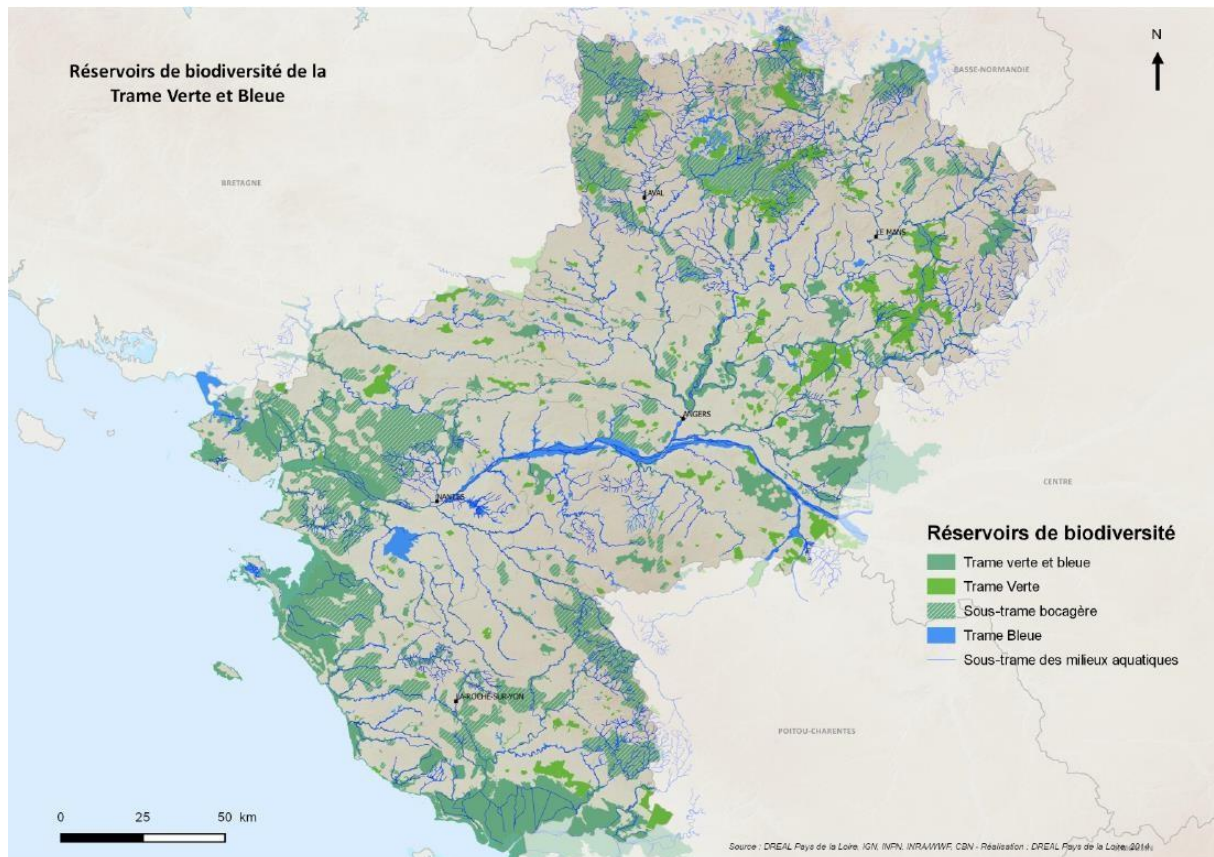 Réservoirs de biodiversité de la
Trame Verte et Bleue
N
BASSE-NORMANDIE
BRETAGNE
LAVAL
LE MANS
ANGERS
NANTES
CENTRE
LA-ROCHE-SUR-YON
POITOU-CHARENTES
Réservoirs de biodiversité
Trame verte et bleue
Trame Verte
Sous-trame bocagère
Trame Bleue
Sous-trame des milieux aquatiques
0 25 50 km
Source : DREAL Pays de la Loire, IGN, INPN, INRA/WWF, CBN - Réalisation : DREAL Pays de la Loire, 2014